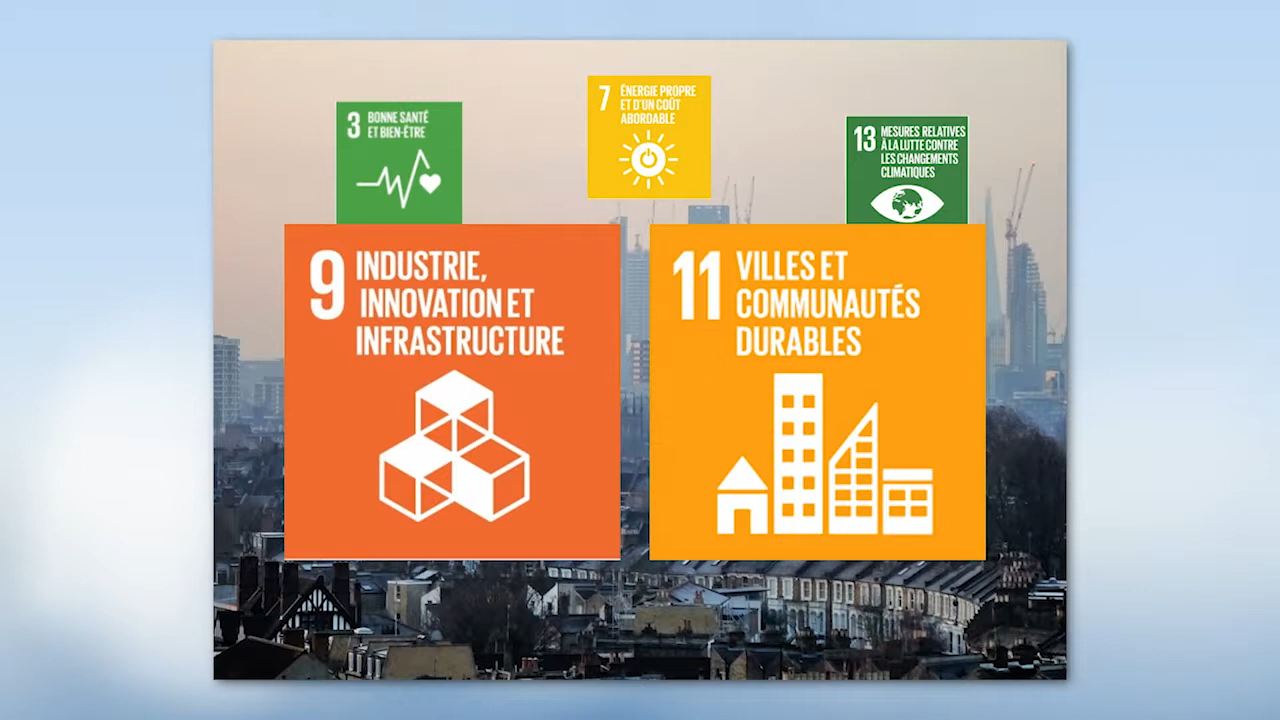 3 BONNE SANTÉ
ET BIEN-ÊTRE
7 ÉNERGIE PROPRE
ET D'UN COÛT
ABORDABLE
13 MESURES RELATIVES
À LA LUTTE CONTRE
LES CHANGEMENTS
CLIMATIQUES
9 INDUSTRIE,
INNOVATION ET
INFRASTRUCTURE
11 VILLES ET
COMMUNAUTÉS
DURABLES